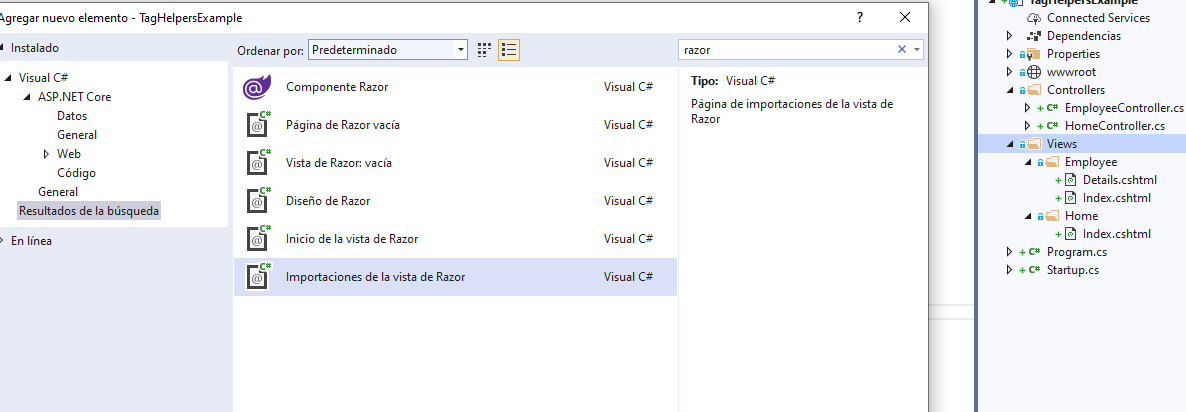 Agregar nuevo elemento - TagHelpersExample
?
Instalado
Visual C#
ASP.NET Core
Datos
General
Web
Código
General
Resultados de la búsqueda
En línea
Ordenar por: Predeterminado
Componente Razor Visual C#
Página de Razor vacía Visual C#
Vista de Razor: vacía Visual C#
Diseño de Razor Visual C#
Inicio de la vista de Razor Visual C#
Importaciones de la vista de Razor Visual C#
razor
Tipo: Visual C#
Página de importaciones de la vista de
Razor
TagHelpersExample
Connected Services
Dependencias
Properties
wwwroot
Controllers
+ C# EmployeeController.cs
+ C# HomeController.cs
Views
Employee
+ Details.cshtml
+ Index.cshtml
Home
+ Index.cshtml
+ C# Program.cs
+ C# Startup.cs